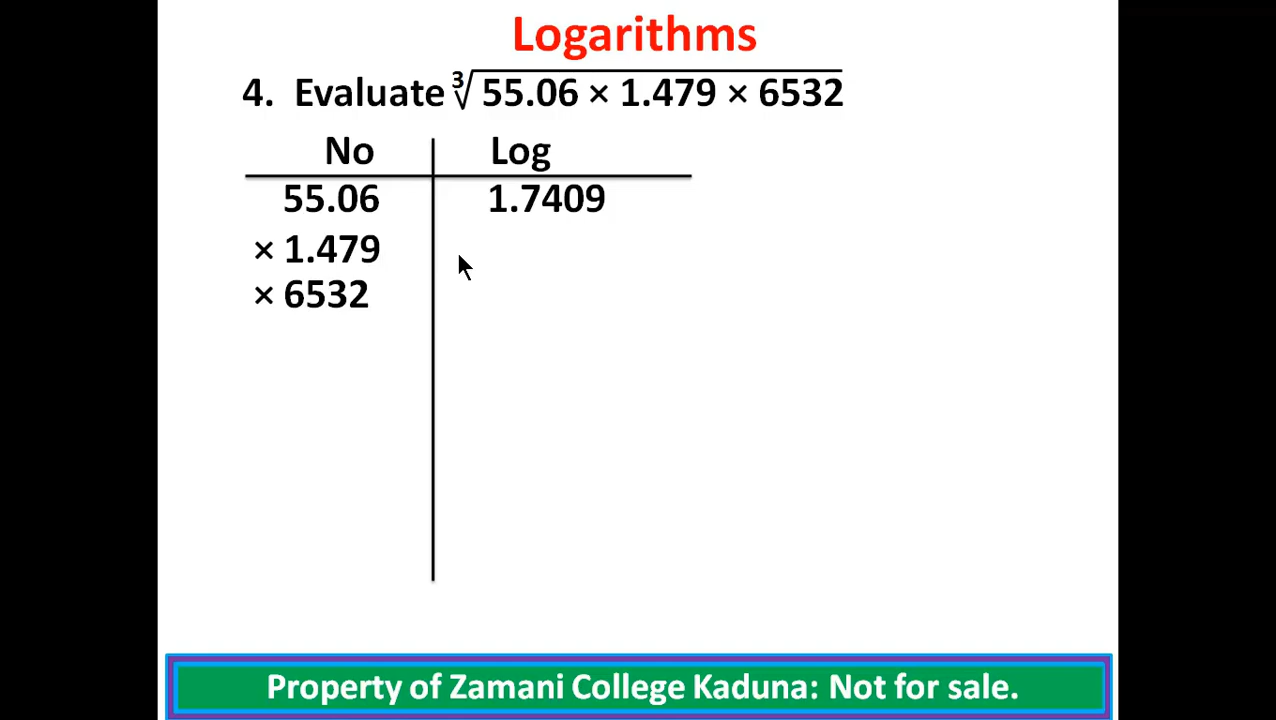 Logarithms
4. Evaluate ∛55.06 × 1.479 × 6532
No Log
55.06 1.7409
× 1.479
× 6532
Property of Zamani College Kaduna: Not for sale.